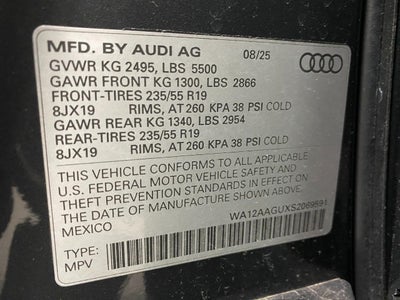 MFD. BY AUDI AG 08/25
GVWR KG 2495, LBS 5500
GAWR FRONT KG 1300, LBS 2866
FRONT-TIRES 235/55 R19
8JX19 RIMS, AT 260 KPA 38 PSI COLD
GAWR REAR KG 1340, LBS 2954
REAR-TIRES 235/55 R19
8JX19 RIMS, AT 260 KPA 38 PSI COLD
THIS VEHICLE CONFORMS TO ALL APPLICABLE
U.S. FEDERAL MOTOR VEHICLE SAFETY AND
THEFT PREVENTION STANDARDS IN EFFECT ON
THE DATE OF MANUFACTURE SHOWN ABOVE.
MEXICO
WA12AAGUXS2069591
TYPE:
MPV